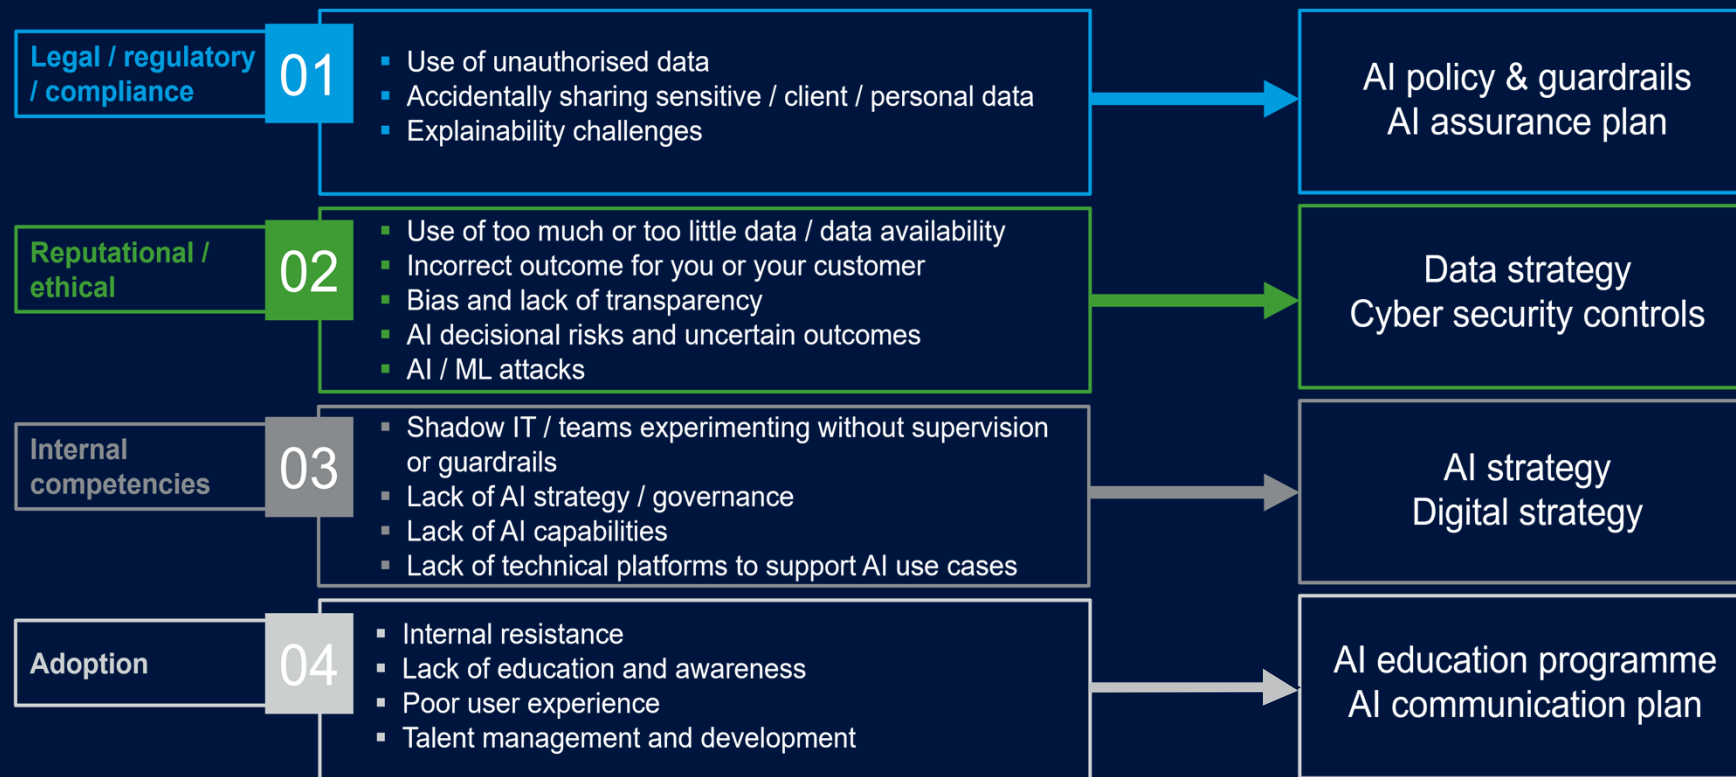 Legal / regulatory
/ compliance
01
Use of unauthorised data
Accidentally sharing sensitive / client / personal data
Explainability challenges
AI policy & guardrails
AI assurance plan
Reputational /
ethical
02
Use of too much or too little data / data availability
Incorrect outcome for you or your customer
Bias and lack of transparency
AI decisional risks and uncertain outcomes
AI / ML attacks
Data strategy
Cyber security controls
Internal
competencies
03
Shadow IT / teams experimenting without supervision
or guardrails
Lack of AI strategy / governance
Lack of AI capabilities
Lack of technical platforms to support AI use cases
AI strategy
Digital strategy
Adoption
04
Internal resistance
Lack of education and awareness
Poor user experience
Talent management and development
AI education programme
AI communication plan